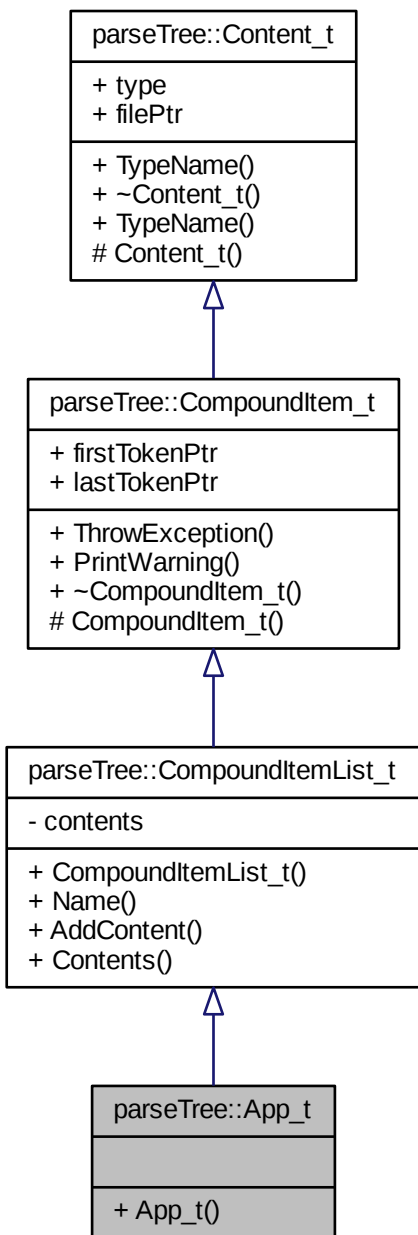 parseTree::Content_t
+ type
+ filePtr
+ TypeName()
+ ~Content_t()
+ TypeName()
# Content_t()
parseTree::CompoundItem_t
+ firstTokenPtr
+ lastTokenPtr
+ ThrowException()
+ PrintWarning()
+ ~CompoundItem_t()
# CompoundItem_t()
parseTree::CompoundItemList_t
- contents
+ CompoundItemList_t()
+ Name()
+ AddContent()
+ Contents()
parseTree::App_t
+ App_t()